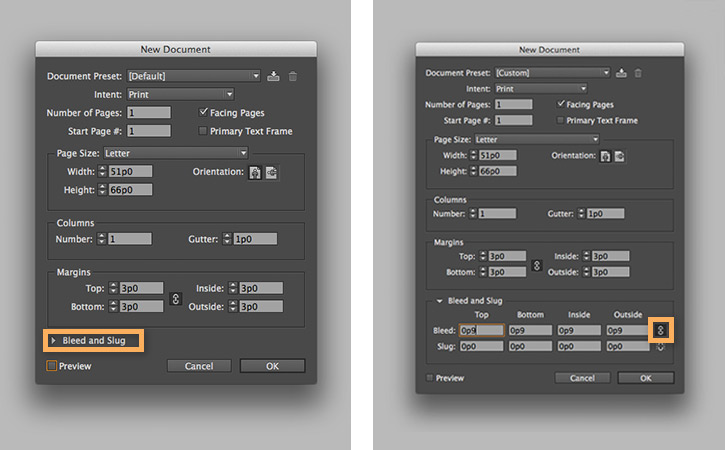 New Document
Document Preset: [Default]
Intent: Print
Number of Pages: 1 Facing Pages
Start Page #: 1 Primary Text Frame
Page Size: Letter
Width: 51p0 Orientation:
Height: 66p0
Columns
Number: 1 Gutter: 1p0
Margins
Top: 3p0 Inside: 3p0
Bottom: 3p0 Outside: 3p0
Bleed and Slug
Preview Cancel OK
New Document
Document Preset: [Custom]
Intent: Print
Number of Pages: 1 Facing Pages
Start Page #: 1 Primary Text Frame
Page Size: Letter
Width: 51p0 Orientation:
Height: 66p0
Columns
Number: 1 Gutter: 1p0
Margins
Top: 3p0 Inside: 3p0
Bottom: 3p0 Outside: 3p0
Bleed and Slug
Top Bottom Inside Outside
Bleed: 0p9 0p9 0p9 0p9
Slug: 0p0 0p0 0p0 0p0
Preview Cancel OK